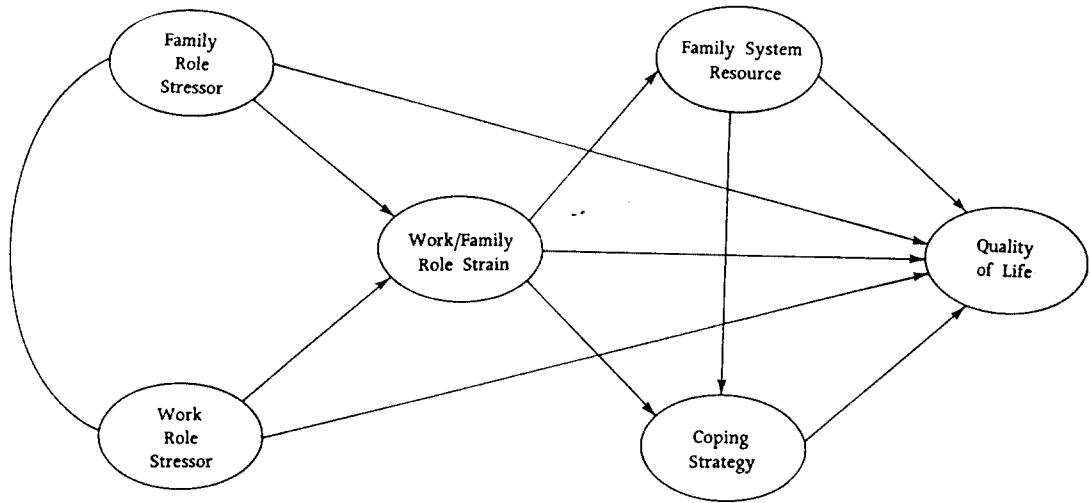 Family
Role
Stressor
Family System
Resource
Work/Family
Role Strain
Quality
of Life
Work
Role
Stressor
Coping
Strategy